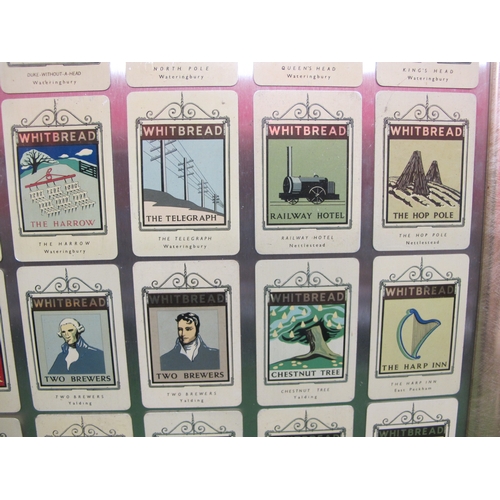 DUKE-WITHOUT-A-HEAD
Wateringbury
NORTH POLE
Wateringbury
QUEEN'S HEAD
Nettlestead
KING'S HEAD
Wateringbury
WHITBREAD
THE HARROW
THE HARROW
Wateringbury
WHITBREAD
THE TELEGRAPH
THE TELEGRAPH
Wateringbury
WHITBREAD
RAILWAY HOTEL
RAILWAY HOTEL
Nettlestead
WHITBREAD
THE HOP POLE
THE HOP POLE
Nettlestead
WHITBREAD
TWO BREWERS
TWO BREWERS
Yalding
WHITBREAD
TWO BREWERS
TWO BREWERS
Yalding
WHITBREAD
CHESTNUT TREE
CHESTNUT TREE
Yalding
WHITBREAD
THE HARP INN
THE HARP INN
East Peckham
WHITBREAD